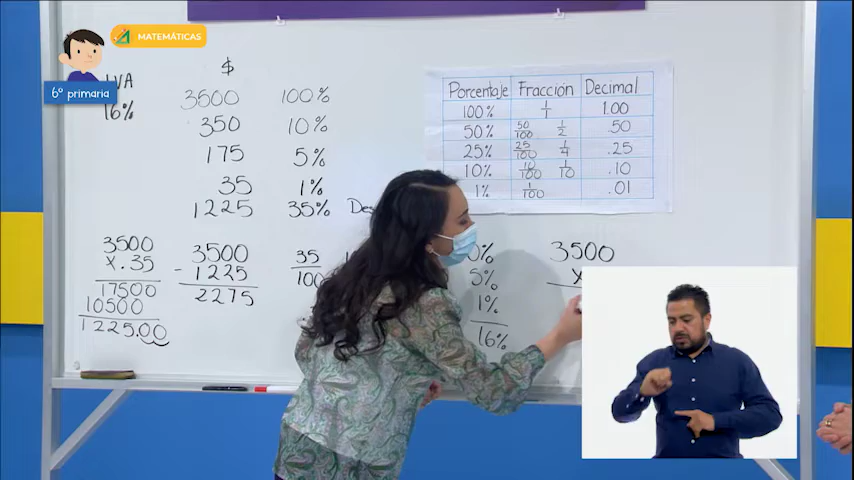 MATEMÁTICAS
6º primaria
IVA
16%
$
3500 100%
350 10%
175 5%
35 1%
1225 35% Des
Porcentaje Fracción Decimal
100% 1/1 1.00
50% 50/100 1/2 .50
25% 25/100 1/4 .25
10% 10/100 1/10 .10
1% 1/100 .01
3500
x .35
17500
10500
1225.00
3500
- 1225
2275
35
100
0%
5%
1%
16%
3500
x